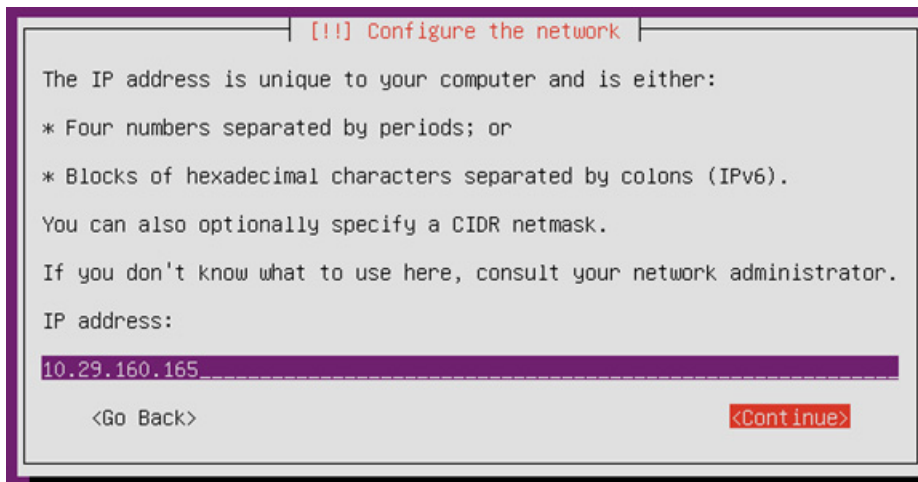 [!!] Configure the network
The IP address is unique to your computer and is either:
* Four numbers separated by periods; or
* Blocks of hexadecimal characters separated by colons (IPv6).
You can also optionally specify a CIDR netmask.
If you don't know what to use here, consult your network administrator.
IP address:
10.29.160.165
<Go Back> <Continue>